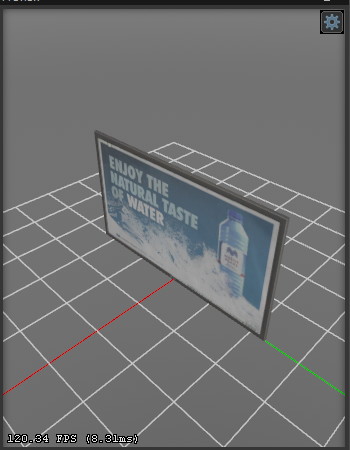 ENJOY THE
NATURAL TASTE
OF WATER
120.34 FPS (8.31ms)